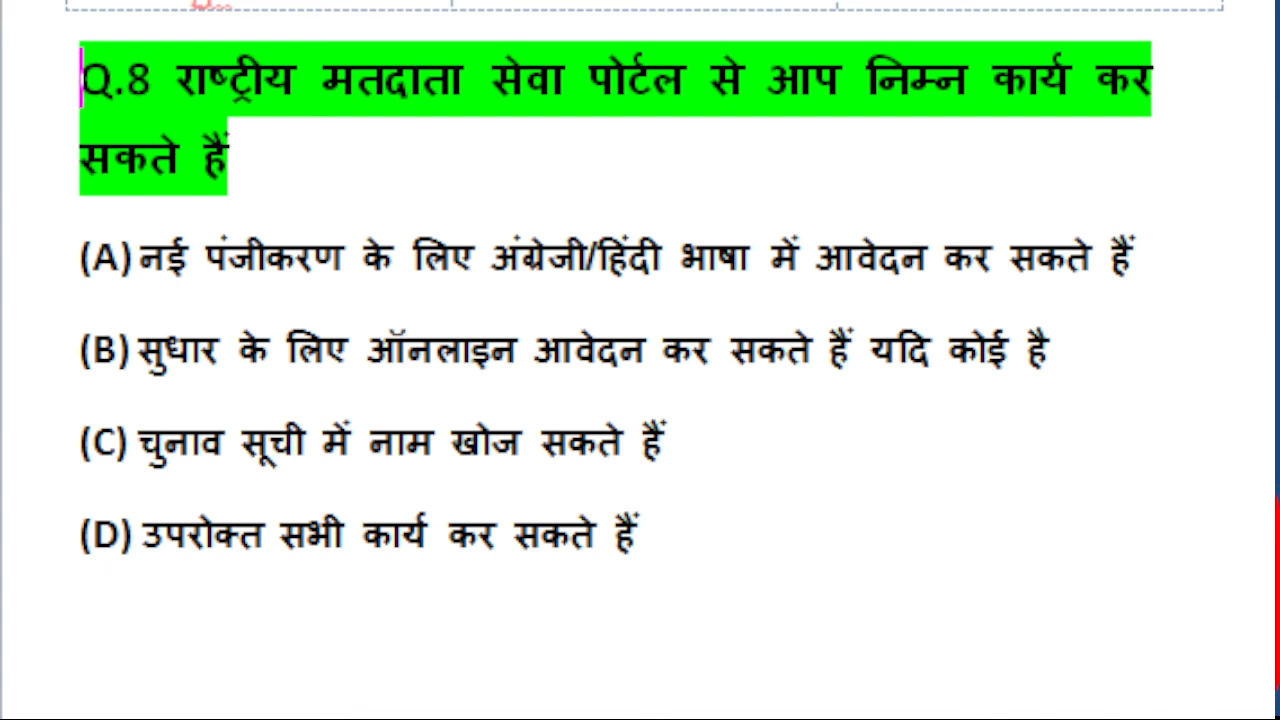 Q.8 राष्ट्रीय मतदाता सेवा पोर्टल से आप निम्न कार्य कर
सकते हैं
(A) नई पंजीकरण के लिए अंग्रेजी/हिंदी भाषा में आवेदन कर सकते हैं
(B) सुधार के लिए ऑनलाइन आवेदन कर सकते हैं यदि कोई है
(C) चुनाव सूची में नाम खोज सकते हैं
(D) उपरोक्त सभी कार्य कर सकते हैं